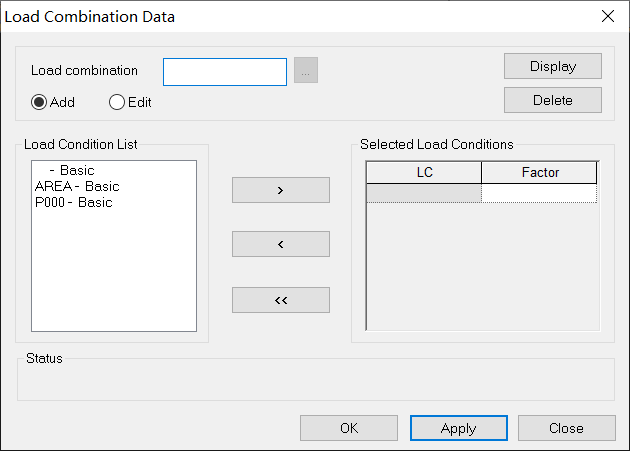 Load Combination Data
Load combination
...
Display
Add
Edit
Delete
Load Condition List
- Basic
AREA - Basic
P000 - Basic
>
<
<<
Selected Load Conditions
LC Factor
Status
OK
Apply
Close